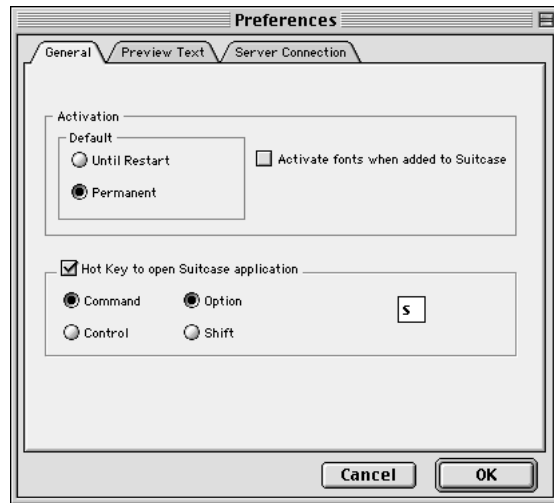 Preferences
General Preview Text Server Connection
Activation
Default
Until Restart
Activate fonts when added to Suitcase
Permanent
Hot Key to open Suitcase application
Command Option
S
Control Shift
Cancel OK